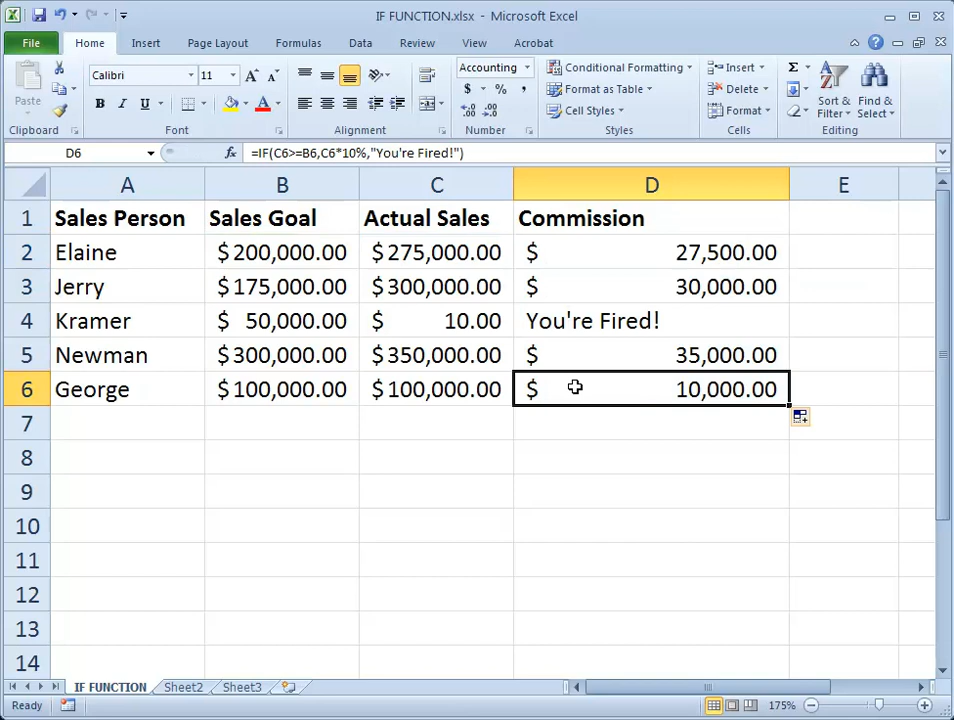 IF FUNCTION.xlsx - Microsoft Excel
File Home Insert Page Layout Formulas Data Review View Acrobat
Calibri 11 Accounting Conditional Formatting Insert
Paste B I U $ % , Format as Table Delete Sort & Find &
Cell Styles Format Filter Select
Clipboard Font Alignment Number Styles Cells Editing
D6 fx =IF(C6>=B6,C6*10%,"You're Fired!")
A B C D E
1 Sales Person Sales Goal Actual Sales Commission
2 Elaine $ 200,000.00 $ 275,000.00 $ 27,500.00
3 Jerry $ 175,000.00 $ 300,000.00 $ 30,000.00
4 Kramer $ 50,000.00 $ 10.00 You're Fired!
5 Newman $ 300,000.00 $ 350,000.00 $ 35,000.00
6 George $ 100,000.00 $ 100,000.00 $ 10,000.00
7
8
9
10
11
12
13
14
IF FUNCTION Sheet2 Sheet3
Ready 175%